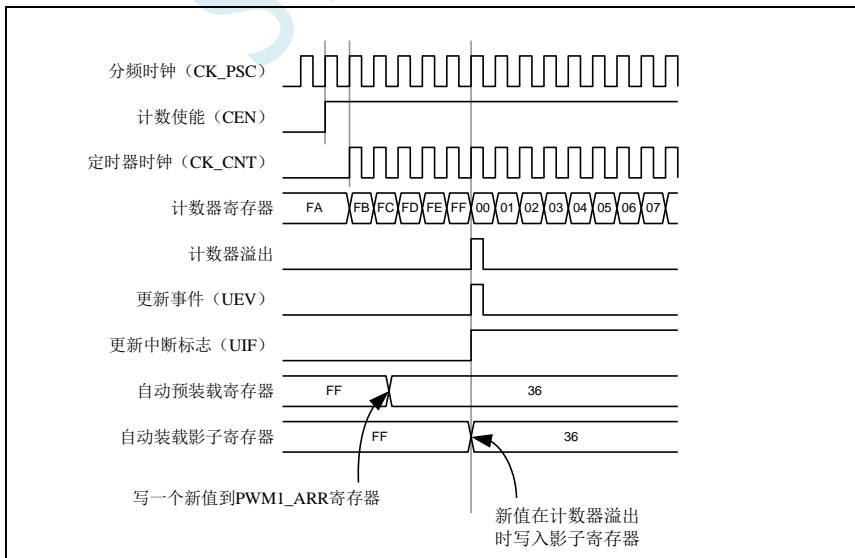 分频时钟（CK_PSC）
计数使能（CEN）
定时器时钟（CK_CNT）
计数器寄存器 FA FB FC FD FE FF 00 01 02 03 04 05 06 07
计数器溢出
更新事件（UEV）
更新中断标志（UIF）
自动预装载寄存器 FF 36
自动装载影子寄存器 FF 36
写一个新值到PWM1_ARR寄存器
新值在计数器溢出
时写入影子寄存器